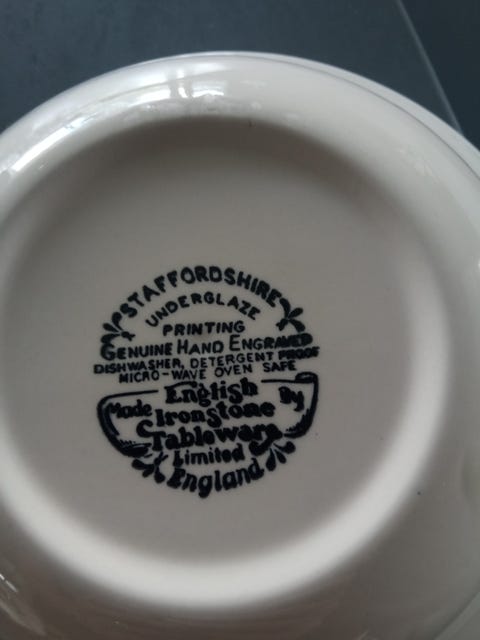 STAFFORDSHIRE
UNDERGLAZE
PRINTING
GENUINE HAND ENGRAVED
DISHWASHER, DETERGENT PROOF
MICRO-WAVE OVEN SAFE
English
Made Ironstone By
Tableware
Limited
England